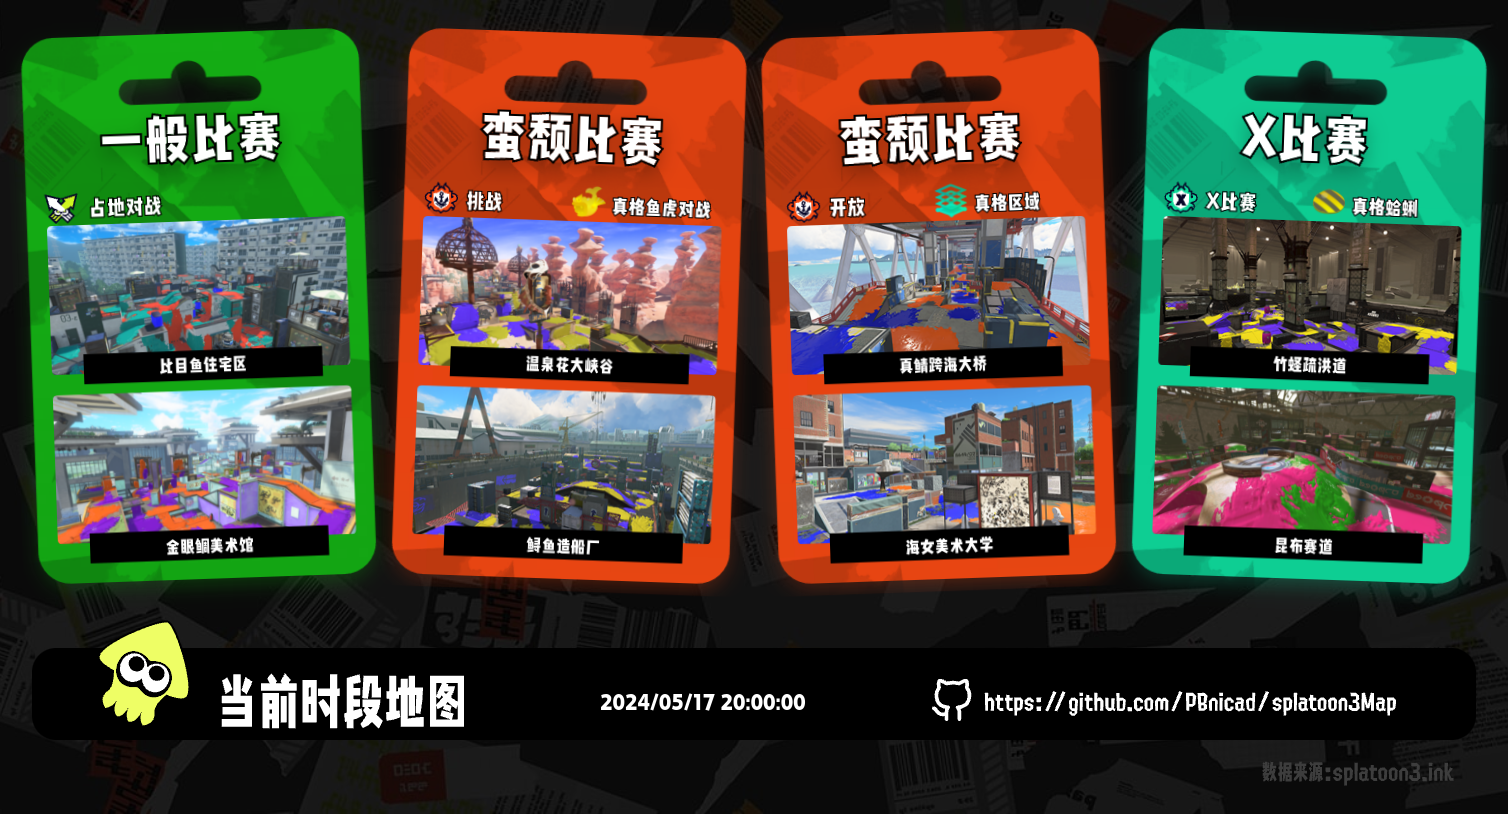 一般比赛
占地对战
比目鱼住宅区
金眼鲷美术馆
蛮颓比赛
挑战
真格鱼虎对战
温泉花大峡谷
鲟鱼造船厂
蛮颓比赛
开放
真格区域
真鲭跨海大桥
海女美术大学
X比赛
X比赛
真格蛤蜊
竹蛏疏洪道
昆布赛道
当前时段地图
2024/05/17 20:00:00
https://github.com/PBnicad/splatoon3Map
数据来源:splatoon3.ink